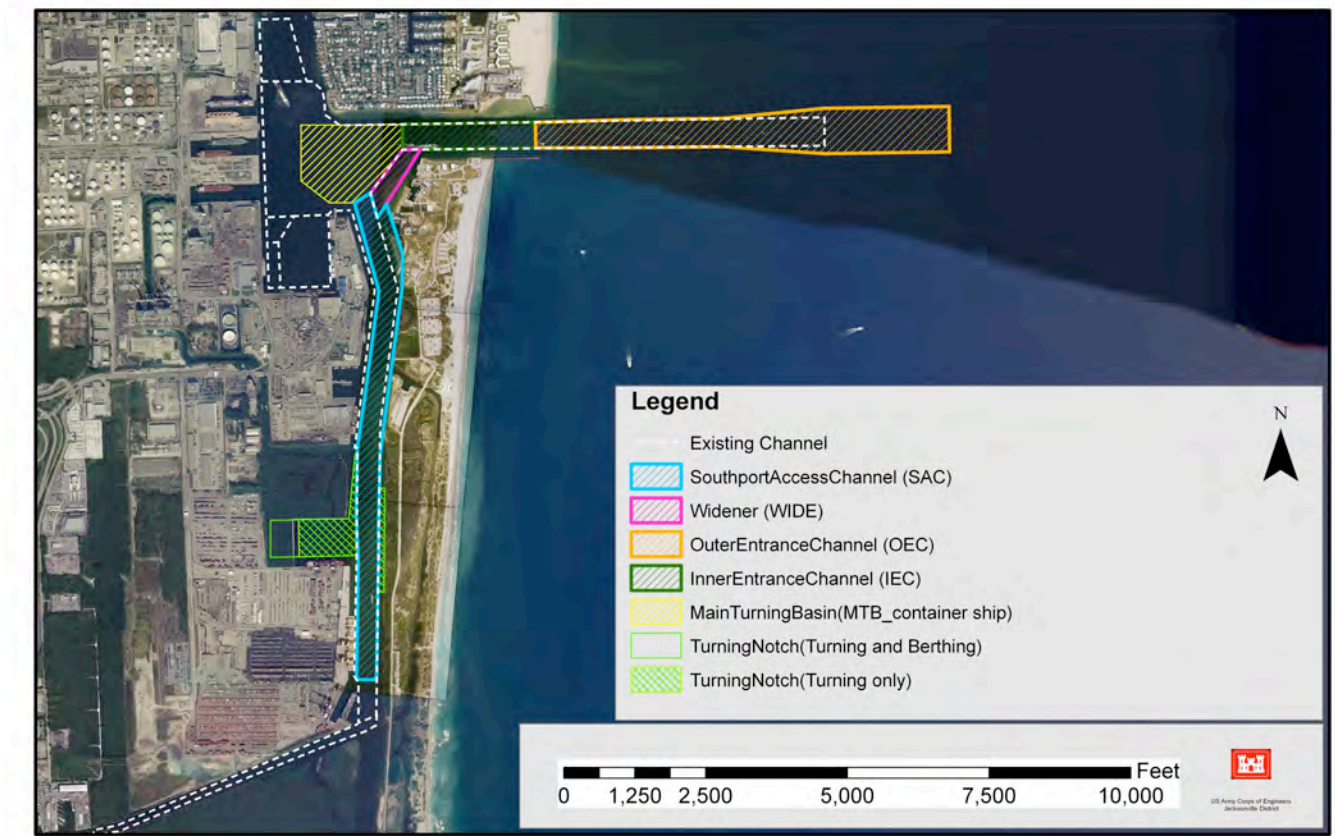 Legend
N
Existing Channel
SouthportAccessChannel (SAC)
Widener (WIDE)
OuterEntranceChannel (OEC)
InnerEntranceChannel (IEC)
MainTurningBasin(MTB_container ship)
TurningNotch(Turning and Berthing)
TurningNotch(Turning only)
Feet
0 1,250 2,500 5,000 7,500 10,000
US Army Corps of Engineers
Jacksonville District